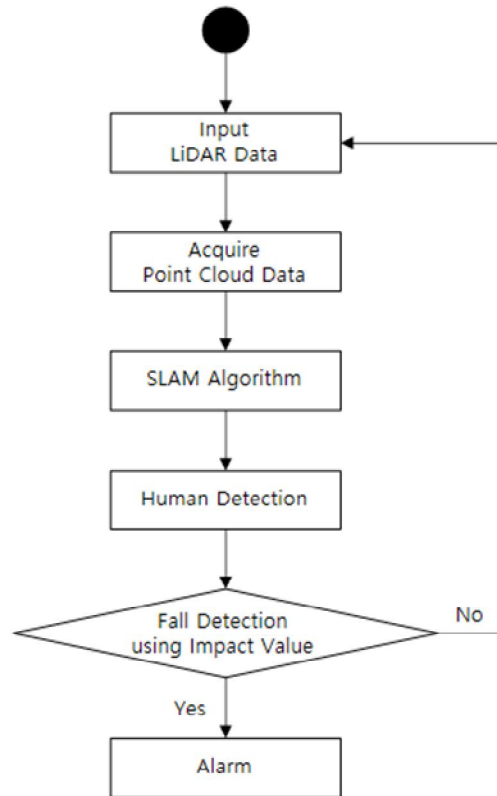 Input
LiDAR Data
Acquire
Point Cloud Data
SLAM Algorithm
Human Detection
Fall Detection
using Impact Value
No
Yes
Alarm